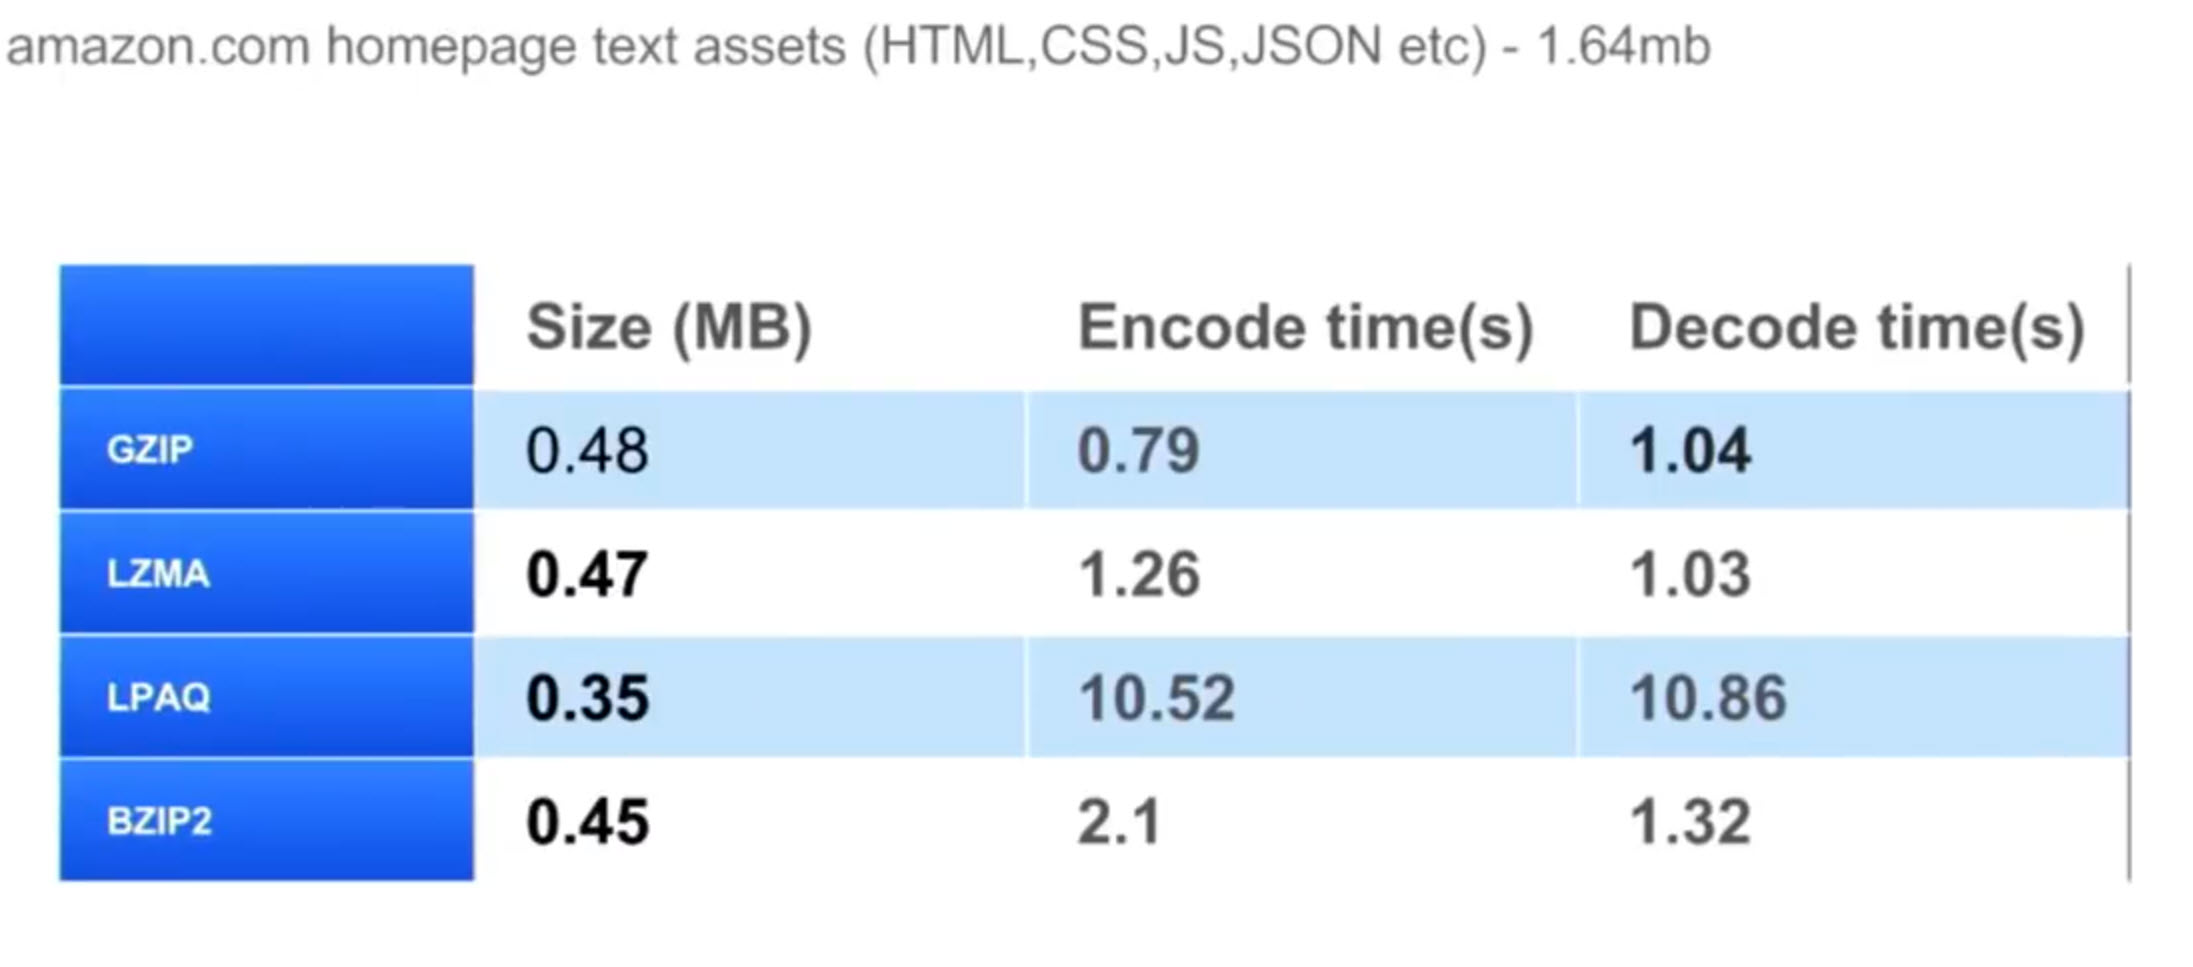 amazon.com homepage text assets (HTML,CSS,JS,JSON etc) - 1.64mb
Size (MB) Encode time(s) Decode time(s)
GZIP 0.48 0.79 1.04
LZMA 0.47 1.26 1.03
LPAQ 0.35 10.52 10.86
BZIP2 0.45 2.1 1.32